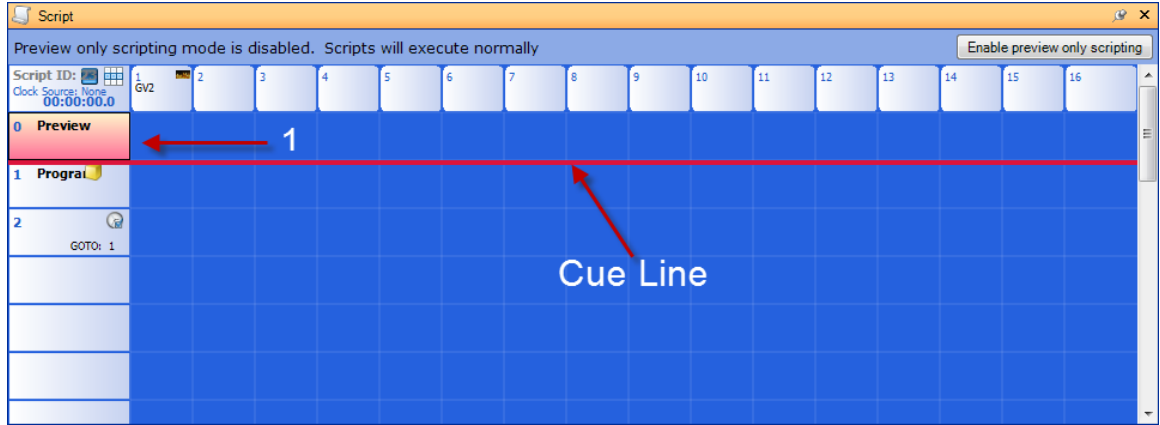 Script
Preview only scripting mode is disabled. Scripts will execute normally
Enable preview only scripting
Script ID:
Clock Source: None
00:00:00.0
1 2 3 4 5 6 7 8 9 10 11 12 13 14 15 16
GV2
0 Preview
1
1 Progra
2
GOTO: 1
Cue Line